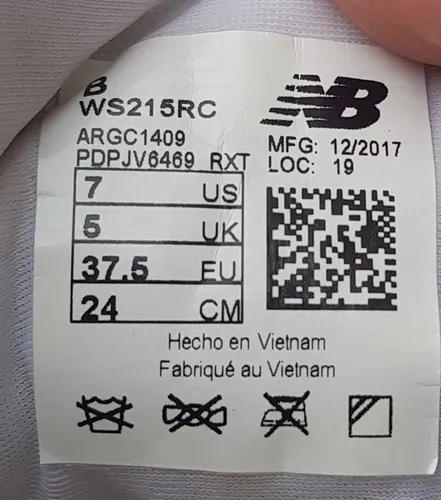 B
WS215RC
NB
ARGC1409
PDPJV6469 RXT
MFG: 12/2017
LOC: 19
7 US
5 UK
37.5 EU
24 CM
Hecho en Vietnam
Fabriqué au Vietnam